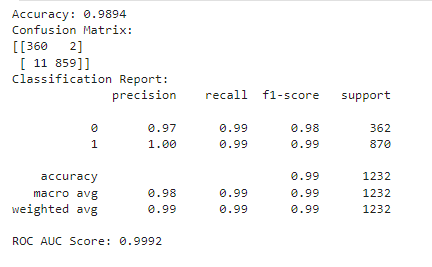 Accuracy: 0.9894
Confusion Matrix:
[[360   2]
 [ 11 859]]
Classification Report:
              precision    recall  f1-score   support

           0       0.97      0.99      0.98       362
           1       1.00      0.99      0.99       870

    accuracy                           0.99      1232
   macro avg       0.98      0.99      0.99      1232
weighted avg       0.99      0.99      0.99      1232

ROC AUC Score: 0.9992